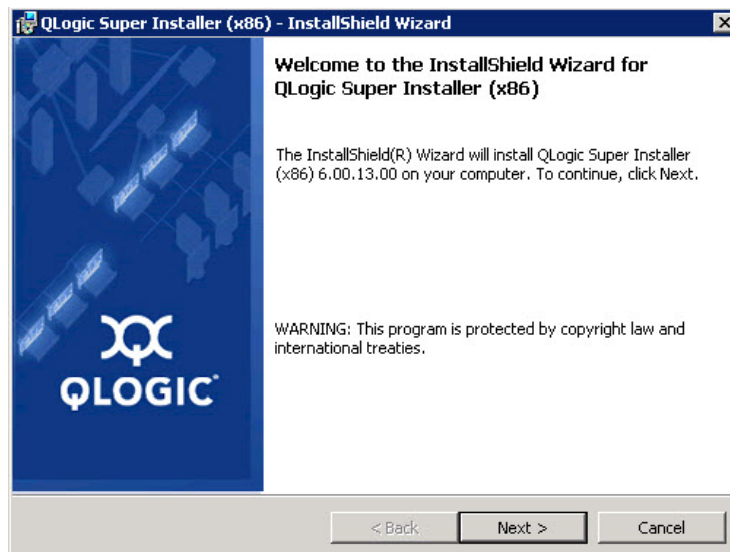 QLogic Super Installer (x86) - InstallShield Wizard
Welcome to the InstallShield Wizard for
QLogic Super Installer (x86)
The InstallShield(R) Wizard will install QLogic Super Installer
(x86) 6.00.13.00 on your computer. To continue, click Next.
WARNING: This program is protected by copyright law and
international treaties.
QLOGIC
< Back
Next >
Cancel